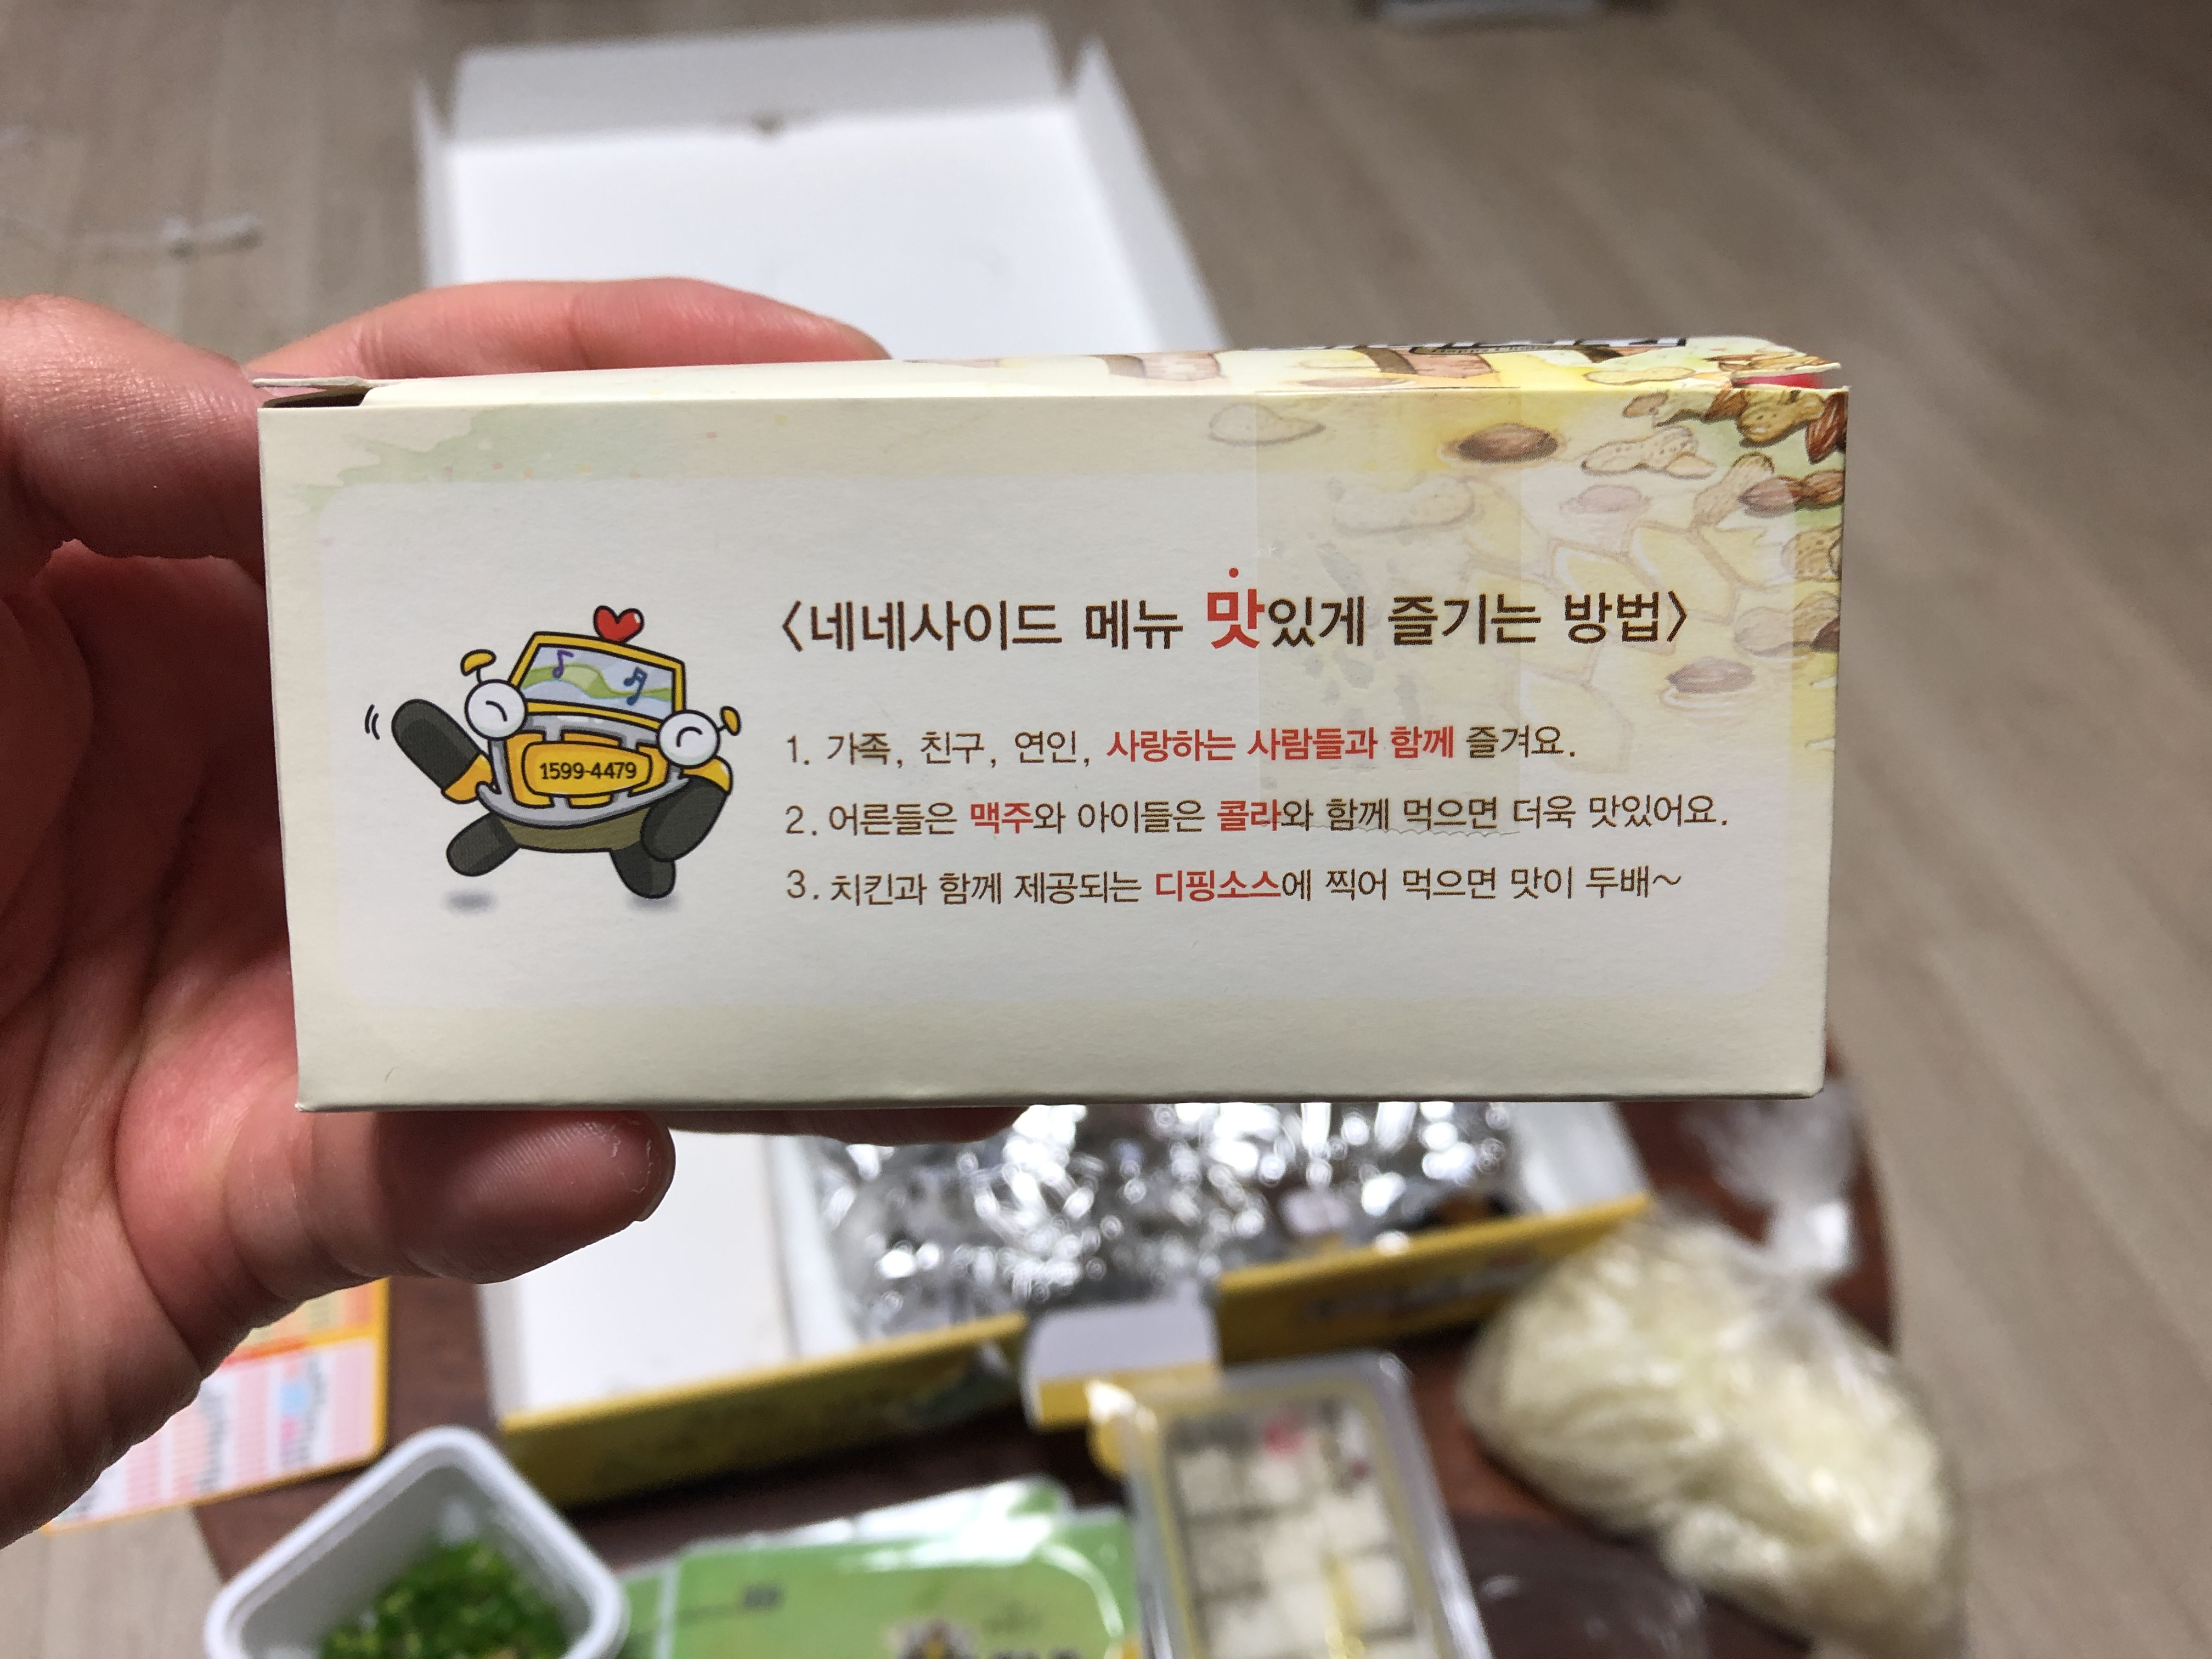 <네네사이드 메뉴 맛있게 즐기는 방법>
1. 가족, 친구, 연인, 사랑하는 사람들과 함께 즐겨요.
2. 어른들은 맥주와 아이들은 콜라와 함께 먹으면 더욱 맛있어요.
3. 치킨과 함께 제공되는 디핑소스에 찍어 먹으면 맛이 두배~
1599-4479